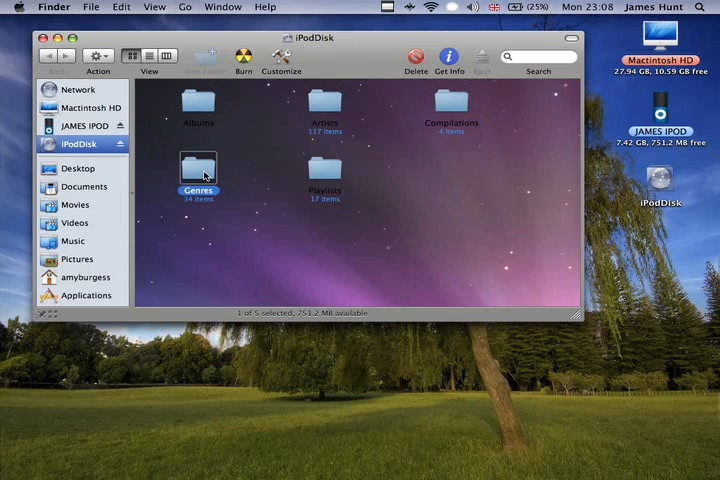 Finder File Edit View Go Window Help (25%) Mon 23:08 James Hunt
iPodDisk
Back Action View New Folder Burn Customize Delete Get Info Eject Search
Network
Macintosh HD
JAMES IPOD
iPodDisk
Desktop
Documents
Movies
Videos
Music
Pictures
amyburgess
Applications
Albums
Artists
117 items
Compilations
4 items
Genres
34 items
Playlists
17 items
1 of 5 selected, 751.2 MB available
Macintosh HD
27.94 GB, 10.59 GB free
JAMES IPOD
7.42 GB, 751.2 MB free
iPodDisk